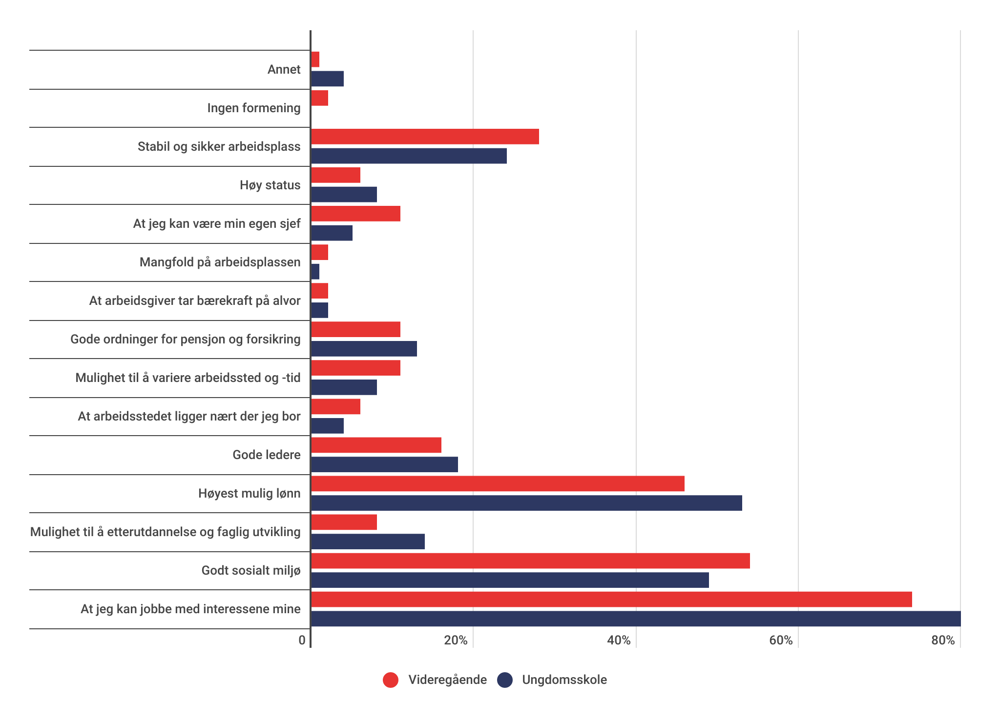 Annet
Ingen formening
Stabil og sikker arbeidsplass
Høy status
At jeg kan være min egen sjef
Mangfold på arbeidsplassen
At arbeidsgiver tar bærekraft på alvor
Gode ordninger for pensjon og forsikring
Mulighet til å variere arbeidssted og -tid
At arbeidsstedet ligger nært der jeg bor
Gode ledere
Høyest mulig lønn
Mulighet til å etterutdannelse og faglig utvikling
Godt sosialt miljø
At jeg kan jobbe med interessene mine
0 20% 40% 60% 80%
Videregående Ungdomsskole